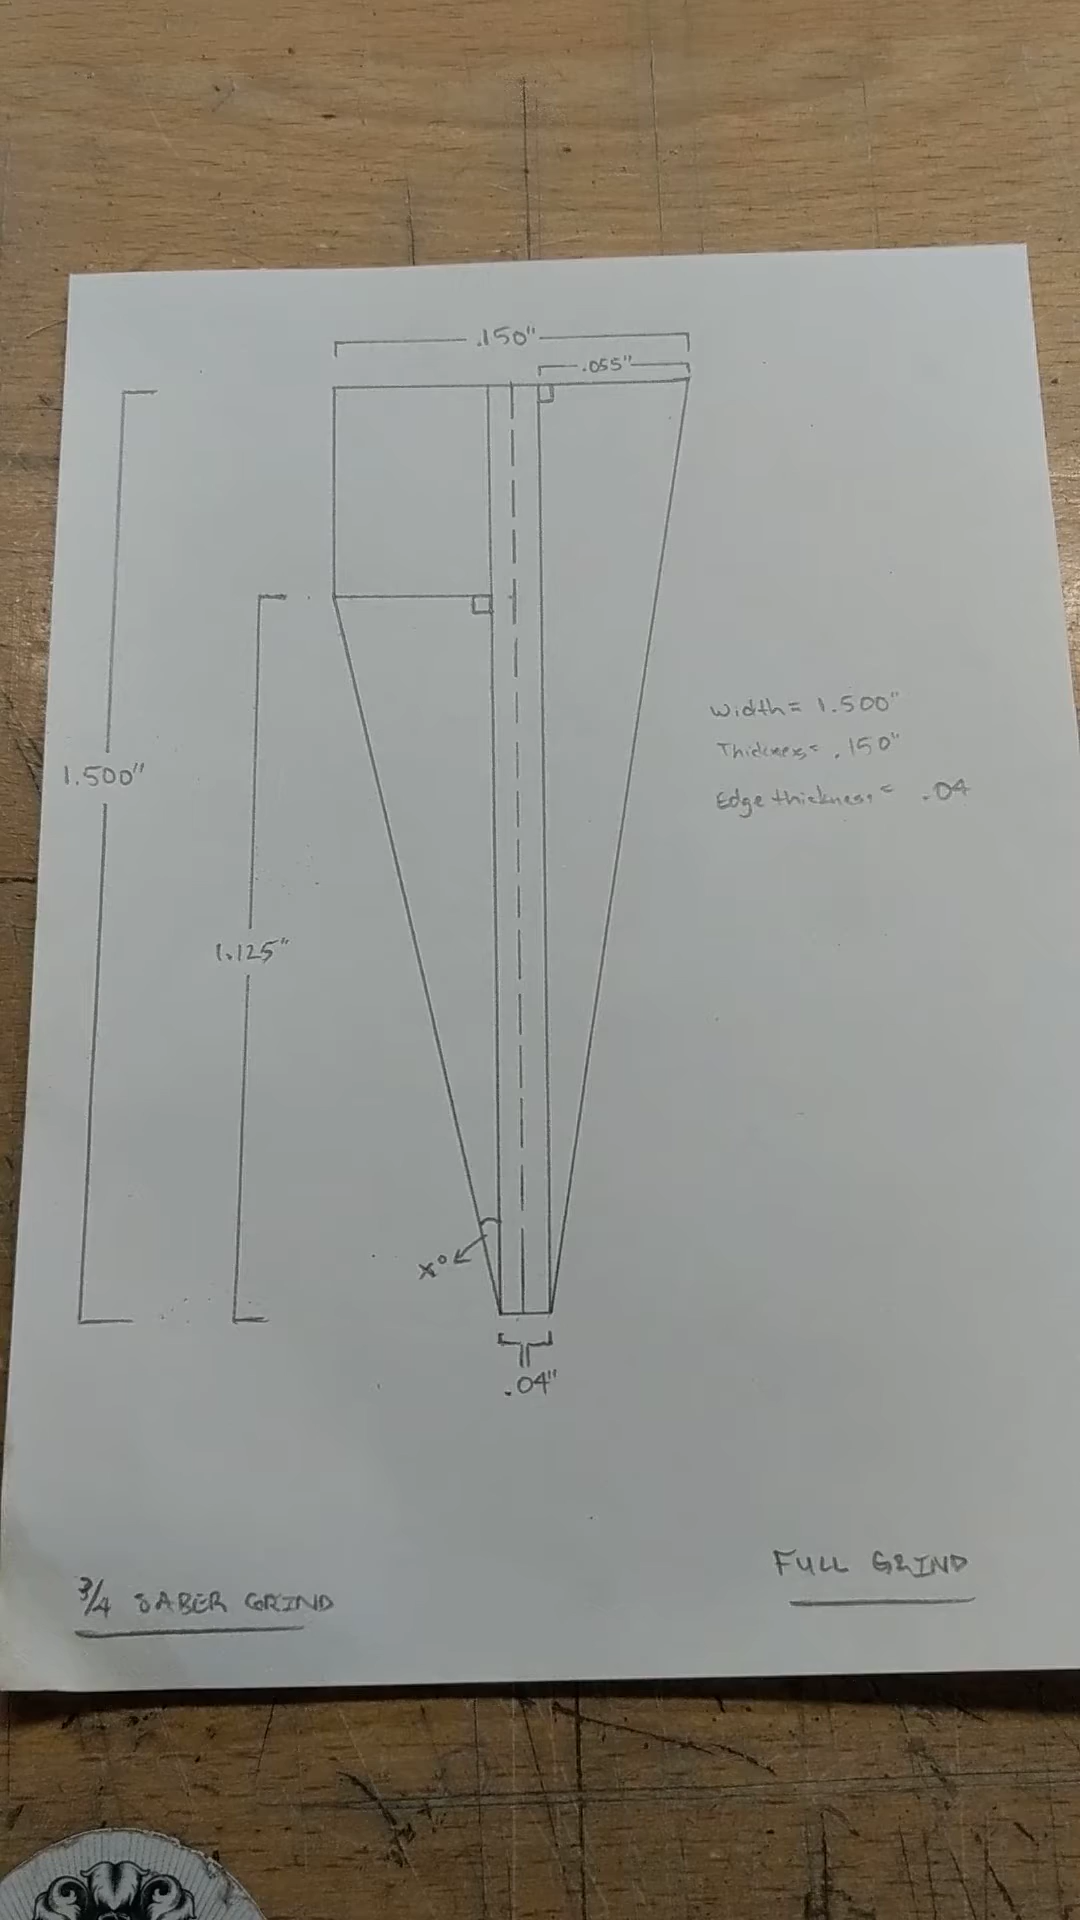 .150"
.055"
Width = 1.500"
Thickness = .150"
1.500"
Edge thickness = .04
1.125"
x°
.04"
FULL GRIND
3/4 SABER GRIND